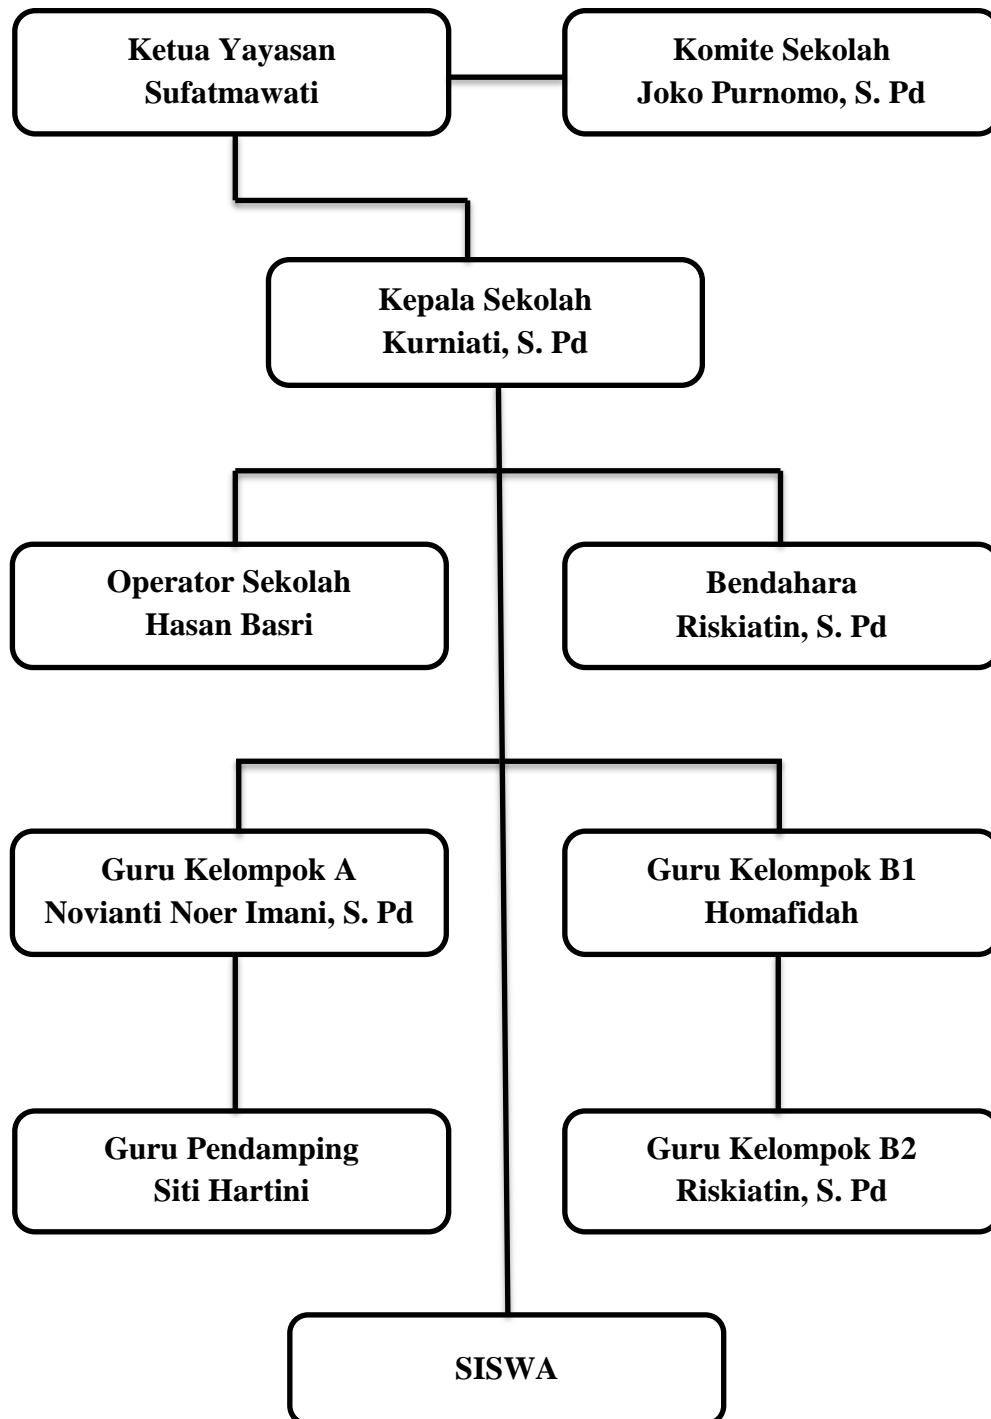 Ketua Yayasan
Sufatmawati
Komite Sekolah
Joko Purnomo, S. Pd
Kepala Sekolah
Kurniati, S. Pd
Operator Sekolah
Hasan Basri
Bendahara
Riskiatin, S. Pd
Guru Kelompok A
Novianti Noer Imani, S. Pd
Guru Kelompok B1
Homafidah
Guru Pendamping
Siti Hartini
Guru Kelompok B2
Riskiatin, S. Pd
SISWA